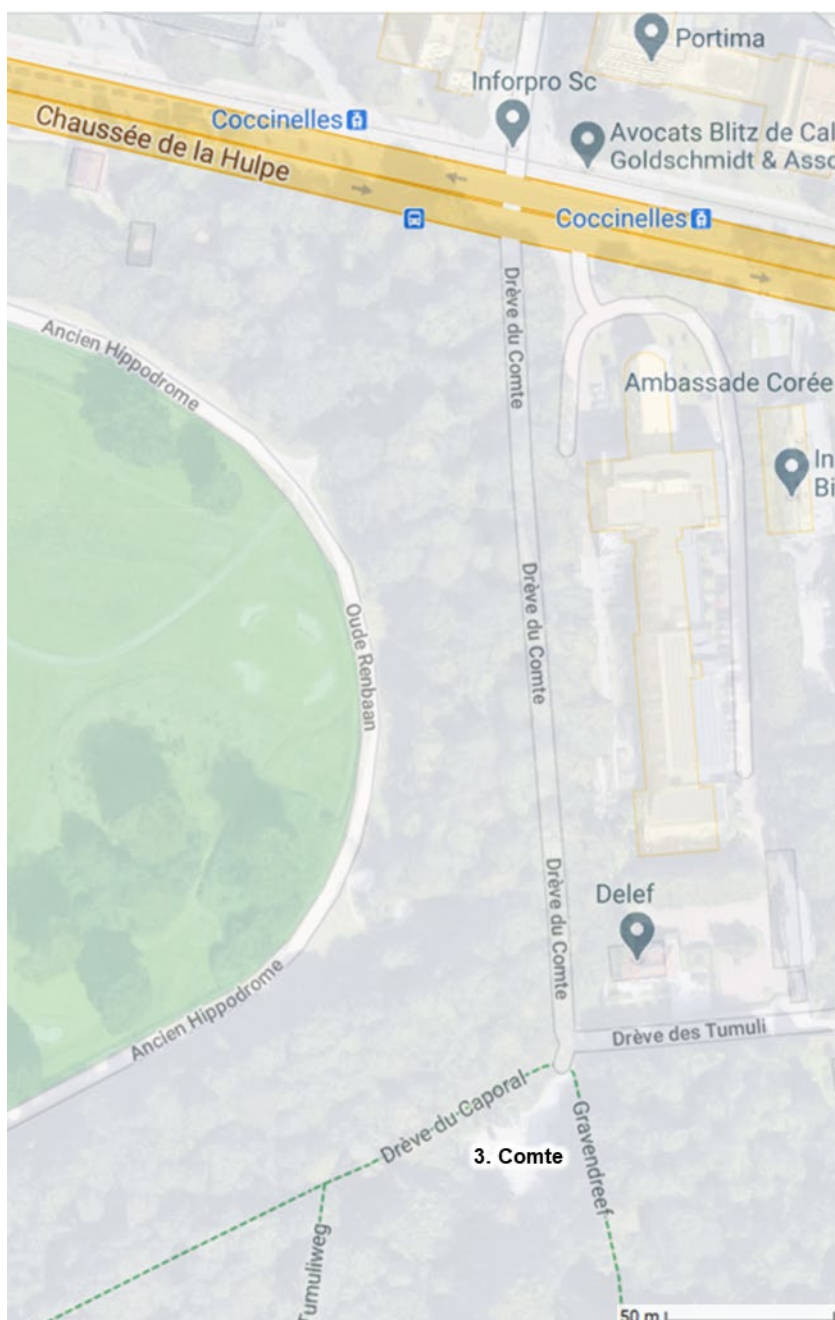 Portima
Inforpro Sc
Coccinelles
Avocats Blitz de Cal
Goldschmidt & Asso
Chaussée de la Hulpe
Coccinelles
Drève du Comte
Ancien Hippodrome
Ambassade Corée
In
Bi
Drève du Comte
Oude Renbaan
Drève du Comte
Delef
Ancien Hippodrome
Drève des Tumuli
Drève du Caporal
Gravendreef
3. Comte
Tumuliweg
50 m